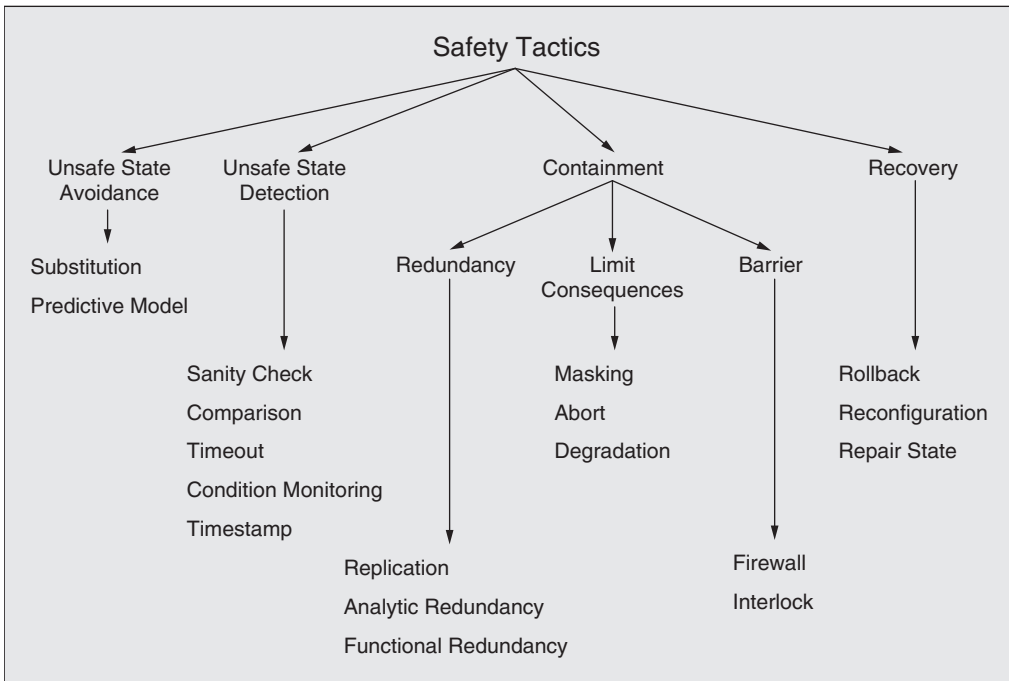 Safety Tactics
Unsafe State
Avoidance
Unsafe State
Detection
Containment
Recovery
Substitution
Predictive Model
Redundancy
Limit
Consequences
Barrier
Sanity Check
Comparison
Timeout
Condition Monitoring
Timestamp
Masking
Abort
Degradation
Rollback
Reconfiguration
Repair State
Replication
Analytic Redundancy
Functional Redundancy
Firewall
Interlock